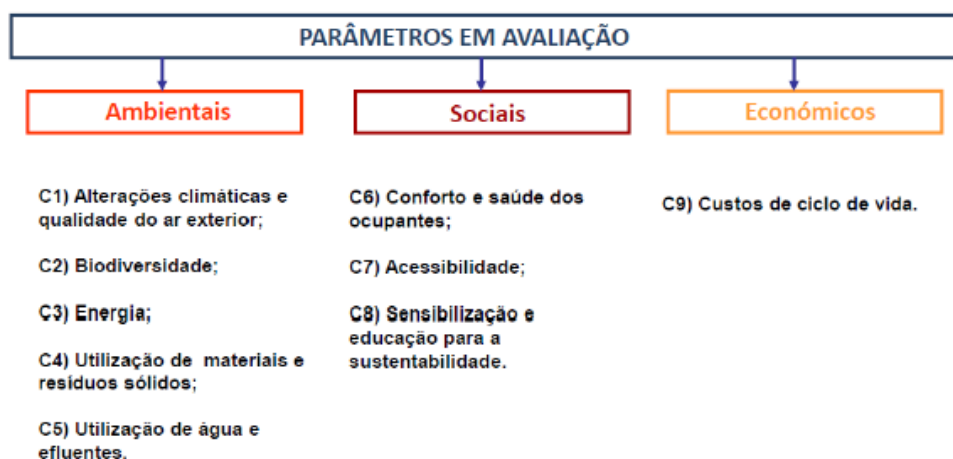 PARÂMETROS EM AVALIAÇÃO
Ambientais
C1) Alterações climáticas e
qualidade do ar exterior;
C2) Biodiversidade;
C3) Energia;
C4) Utilização de materiais e
resíduos sólidos;
C5) Utilização de água e
efluentes.
Sociais
C6) Conforto e saúde dos
ocupantes;
C7) Acessibilidade;
C8) Sensibilização e
educação para a
sustentabilidade.
Económicos
C9) Custos de ciclo de vida.